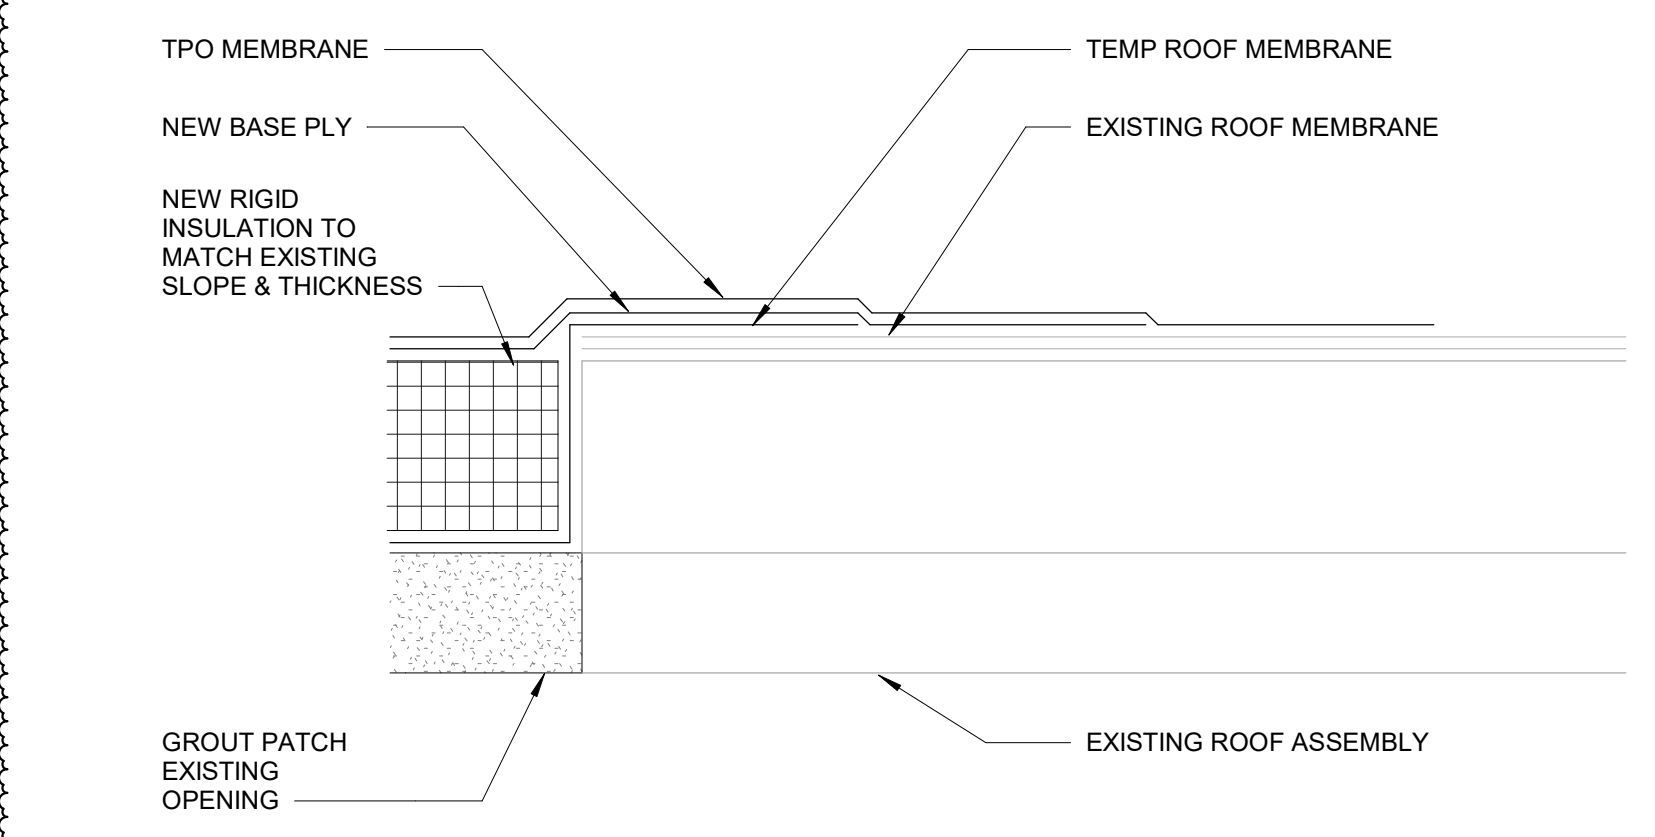 TPO MEMBRANE
NEW BASE PLY
NEW RIGID
INSULATION TO
MATCH EXISTING
SLOPE & THICKNESS
TEMP ROOF MEMBRANE
EXISTING ROOF MEMBRANE
GROUT PATCH
EXISTING
OPENING
EXISTING ROOF ASSEMBLY